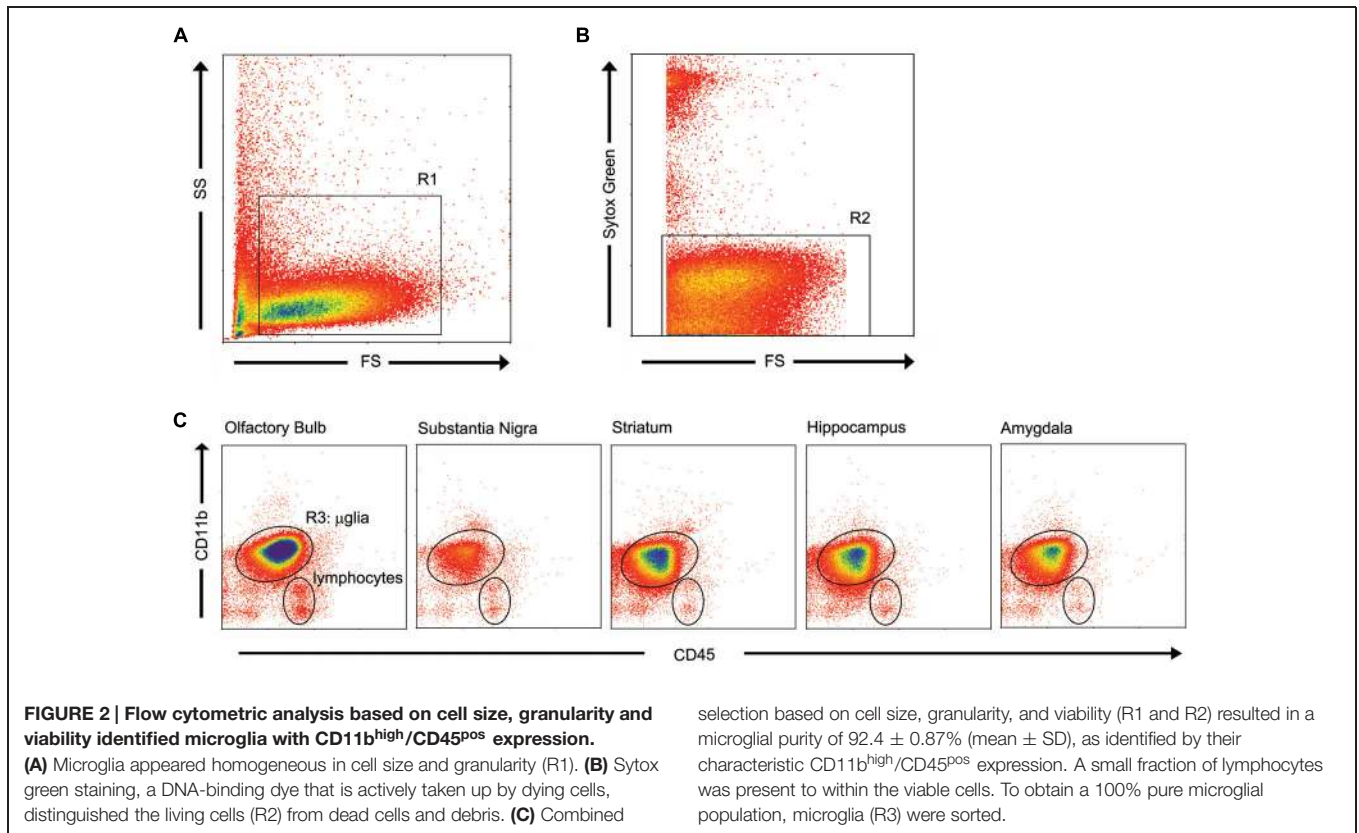 A
SS
R1
FS
B
Sytox Green
R2
FS
C
Olfactory Bulb
Substantia Nigra
Striatum
Hippocampus
Amygdala
CD11b
R3: μglia
lymphocytes
CD45
FIGURE 2 | Flow cytometric analysis based on cell size, granularity and
viability identified microglia with CD11bhigh/CD45pos expression.
(A) Microglia appeared homogeneous in cell size and granularity (R1). (B) Sytox
green staining, a DNA-binding dye that is actively taken up by dying cells,
distinguished the living cells (R2) from dead cells and debris. (C) Combined
selection based on cell size, granularity, and viability (R1 and R2) resulted in a
microglial purity of 92.4 ± 0.87% (mean ± SD), as identified by their
characteristic CD11bhigh/CD45pos expression. A small fraction of lymphocytes
was present to within the viable cells. To obtain a 100% pure microglial
population, microglia (R3) were sorted.